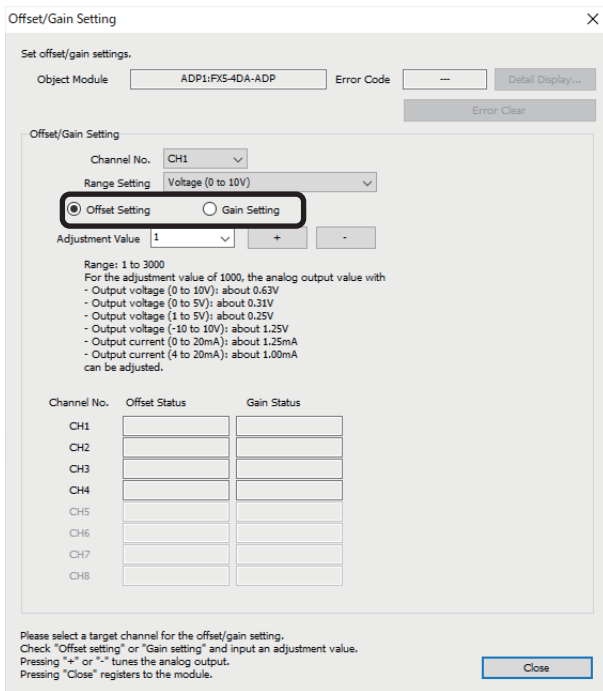 Offset/Gain Setting
Set offset/gain settings.
Object Module ADP1:FX5-4DA-ADP Error Code --- Detail Display...
Error Clear
Offset/Gain Setting
Channel No. CH1
Range Setting Voltage (0 to 10V)
Offset Setting Gain Setting
Adjustment Value 1 + -
Range: 1 to 3000
For the adjustment value of 1000, the analog output value with
- Output voltage (0 to 10V): about 0.63V
- Output voltage (0 to 5V): about 0.31V
- Output voltage (1 to 5V): about 0.25V
- Output voltage (-10 to 10V): about 1.25V
- Output current (0 to 20mA): about 1.25mA
- Output current (4 to 20mA): about 1.00mA
can be adjusted.
Channel No. Offset Status Gain Status
CH1
CH2
CH3
CH4
CH5
CH6
CH7
CH8
Please select a target channel for the offset/gain setting.
Check "Offset setting" or "Gain setting" and input an adjustment value.
Pressing "+" or "-" tunes the analog output.
Pressing "Close" registers to the module.
Close